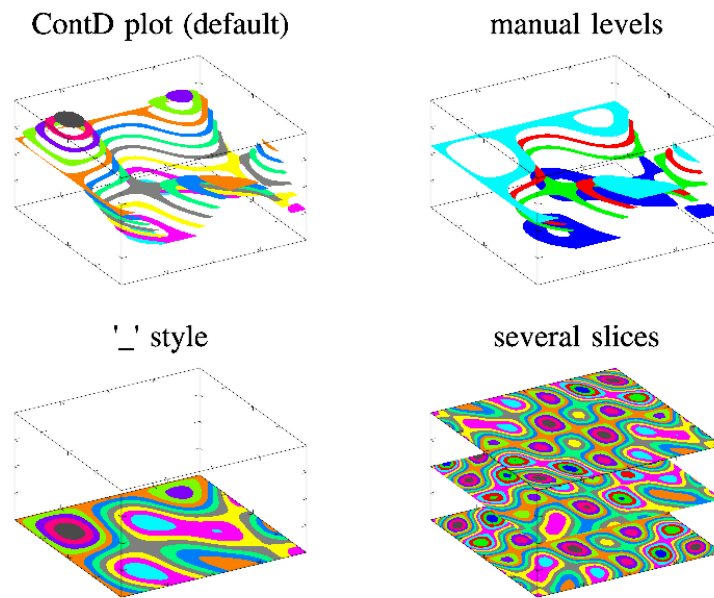 ContD plot (default)
manual levels
'_' style
several slices